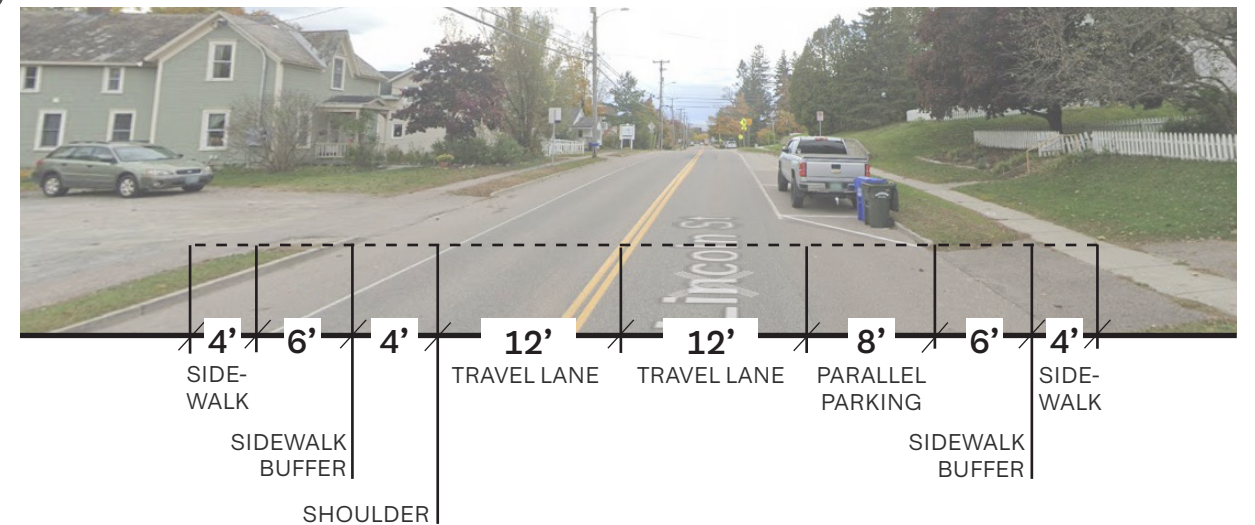 Lincoln St
4’ 6’ 4’ 12’ 12’ 8’ 6’ 4’
SIDE-
WALK
SIDEWALK
BUFFER
SHOULDER
TRAVEL LANE
TRAVEL LANE
PARALLEL
PARKING
SIDEWALK
BUFFER
SIDE-
WALK